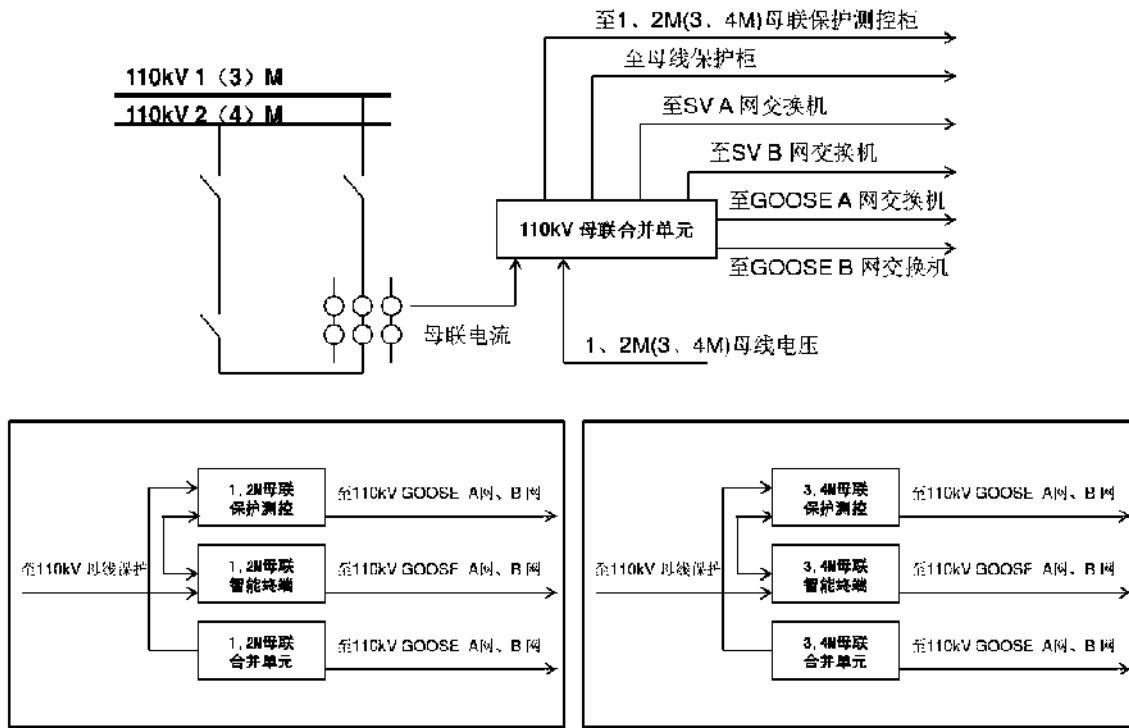 至1、2M(3、4M)母联保护测控柜
至母线保护柜
110kV 1（3）M
110kV 2（4）M
至SV A 网交换机
至SV B 网交换机
至GOOSE A 网交换机
110kV 母联合并单元
至GOOSE B 网交换机
母联电流
1、2M(3、4M)母线电压
1, 2M母联
保护测控
至110kV GOOSE A网、B 网
至110kV 母线保护
1, 2M母联
智能终端
至110kV GOOSE A网、B 网
1, 2M母联
合并单元
至110kV GOOSE A网、B 网
3, 4M母联
保护测控
至110kV GOOSE A网、B 网
至110kV 母线保护
3, 4M母联
智能终端
至110kV GOOSE A网、B 网
3, 4M母联
合并单元
至110kV GOOSE A网、B 网